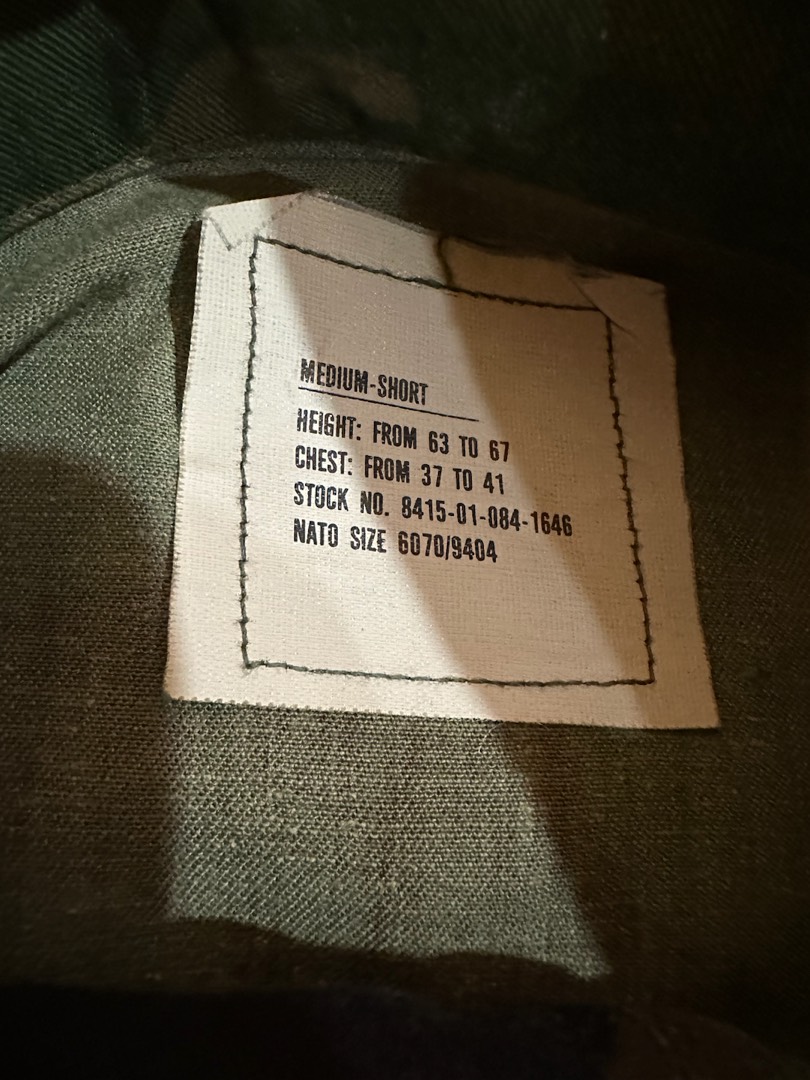 MEDIUM-SHORT
HEIGHT: FROM 63 TO 67
CHEST: FROM 37 TO 41
STOCK NO. 8415-01-084-1646
NATO SIZE 6070/9404